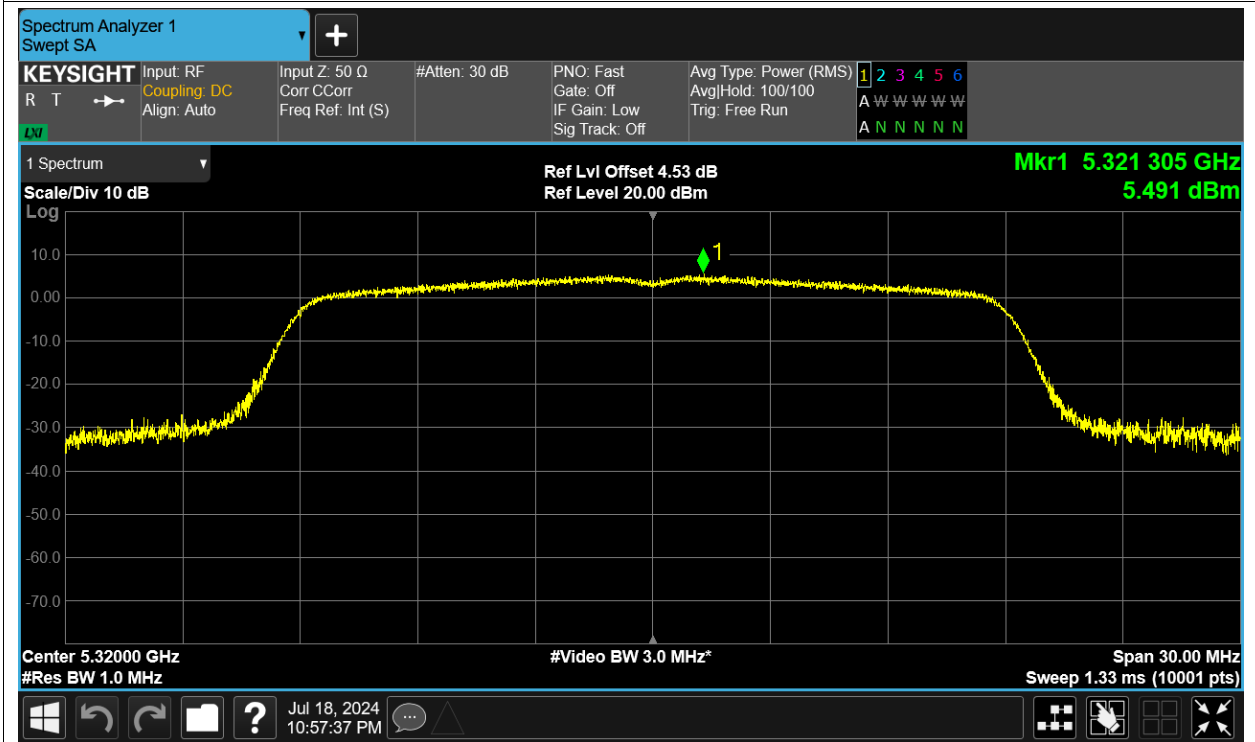 Spectrum Analyzer 1
Swept SA
+
KEYSIGHT
R T
LXI
Input: RF
Coupling: DC
Align: Auto
Input Z: 50 Ω
Corr CCorr
Freq Ref: Int (S)
#Atten: 30 dB
PNO: Fast
Gate: Off
IF Gain: Low
Sig Track: Off
Avg Type: Power (RMS)
Avg|Hold: 100/100
Trig: Free Run
1 2 3 4 5 6
A W W W W W
A N N N N N
1 Spectrum
Scale/Div 10 dB
Ref Lvl Offset 4.53 dB
Ref Level 20.00 dBm
Mkr1 5.321 305 GHz
5.491 dBm
Log
1
10.0
0.00
-10.0
-20.0
-30.0
-40.0
-50.0
-60.0
-70.0
Center 5.32000 GHz
#Res BW 1.0 MHz
#Video BW 3.0 MHz*
Span 30.00 MHz
Sweep 1.33 ms (10001 pts)
?
Jul 18, 2024
10:57:37 PM